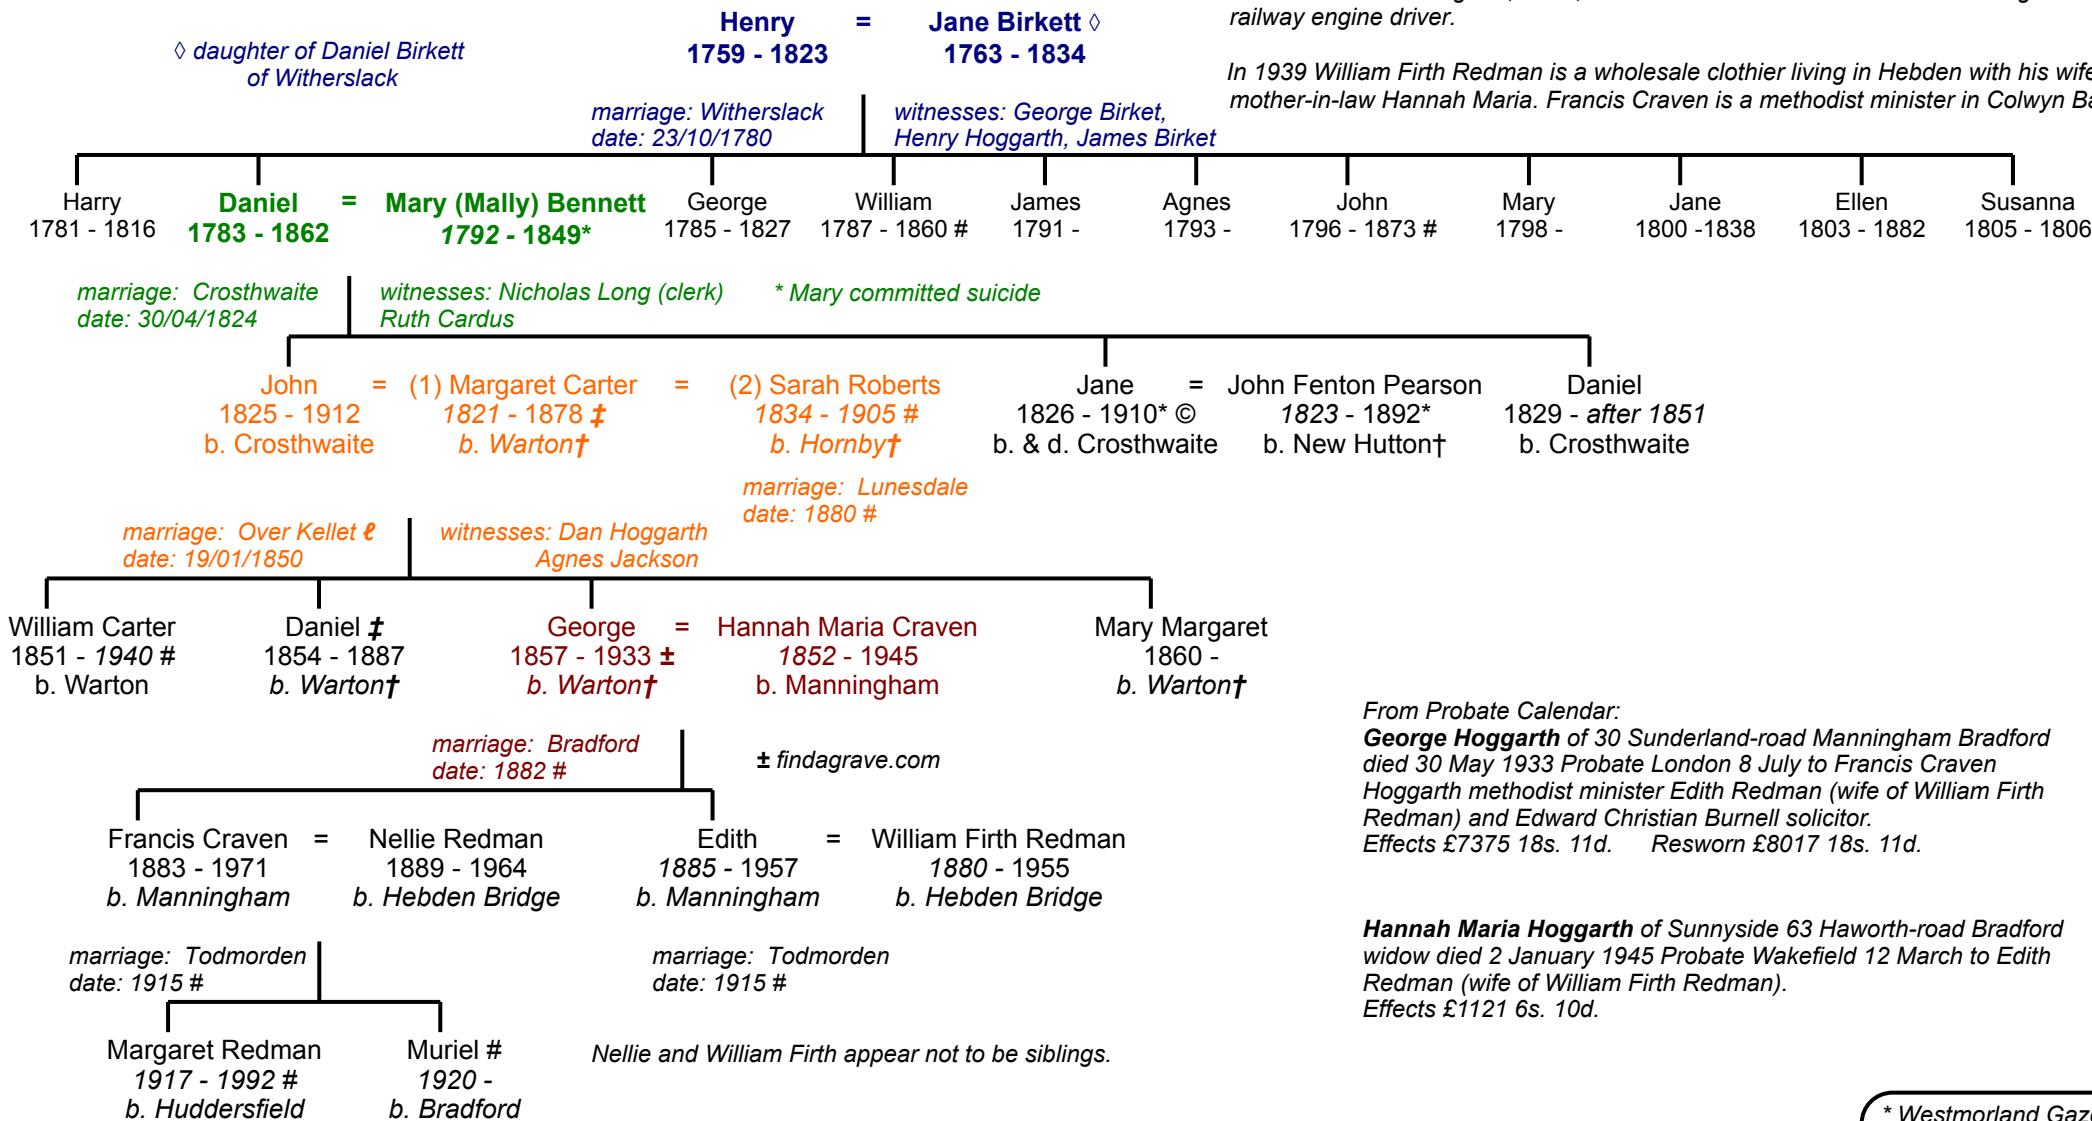 railway engine driver.
In 1939 William Firth Redman is a wholesale clothier living in Hebden with his wife
mother-in-law Hannah Maria. Francis Craven is a methodist minister in Colwyn Ba
Henry = Jane Birkett ◊
1759 - 1823 1763 - 1834
◊ daughter of Daniel Birkett
of Witherslack
marriage: Witherslack
date: 23/10/1780
witnesses: George Birket,
Henry Hoggarth, James Birket
Harry Daniel = Mary (Mally) Bennett George William James Agnes John Mary Jane Ellen Susanna
1781 - 1816 1783 - 1862 1792 - 1849* 1785 - 1827 1787 - 1860 # 1791 - 1793 - 1796 - 1873 # 1798 - 1800 -1838 1803 - 1882 1805 - 1806
marriage: Crosthwaite
date: 30/04/1824
witnesses: Nicholas Long (clerk)
Ruth Cardus
* Mary committed suicide
John = (1) Margaret Carter = (2) Sarah Roberts Jane = John Fenton Pearson Daniel
1825 - 1912 1821 - 1878 ‡ 1834 - 1905 # 1826 - 1910* © 1823 - 1892* 1829 - after 1851
b. Crosthwaite b. Warton† b. Hornby† b. & d. Crosthwaite b. New Hutton† b. Crosthwaite
marriage: Lunesdale
date: 1880 #
marriage: Over Kellet ℓ
date: 19/01/1850
witnesses: Dan Hoggarth
Agnes Jackson
William Carter Daniel ‡ George = Hannah Maria Craven Mary Margaret
1851 - 1940 # 1854 - 1887 1857 - 1933 ± 1852 - 1945 1860 -
b. Warton b. Warton† b. Warton† b. Manningham b. Warton†
marriage: Bradford
date: 1882 #
± findagrave.com
From Probate Calendar:
George Hoggarth of 30 Sunderland-road Manningham Bradford
died 30 May 1933 Probate London 8 July to Francis Craven
Hoggarth methodist minister Edith Redman (wife of William Firth
Redman) and Edward Christian Burnell solicitor.
Effects £7375 18s. 11d. Resworn £8017 18s. 11d.
Francis Craven = Nellie Redman Edith = William Firth Redman
1883 - 1971 1889 - 1964 1885 - 1957 1880 - 1955
b. Manningham b. Hebden Bridge b. Manningham b. Hebden Bridge
Hannah Maria Hoggarth of Sunnyside 63 Haworth-road Bradford
widow died 2 January 1945 Probate Wakefield 12 March to Edith
Redman (wife of William Firth Redman).
Effects £1121 6s. 10d.
marriage: Todmorden
date: 1915 #
marriage: Todmorden
date: 1915 #
Margaret Redman Muriel #
1917 - 1992 # 1920 -
b. Huddersfield b. Bradford
Nellie and William Firth appear not to be siblings.
* Westmorland Gaz